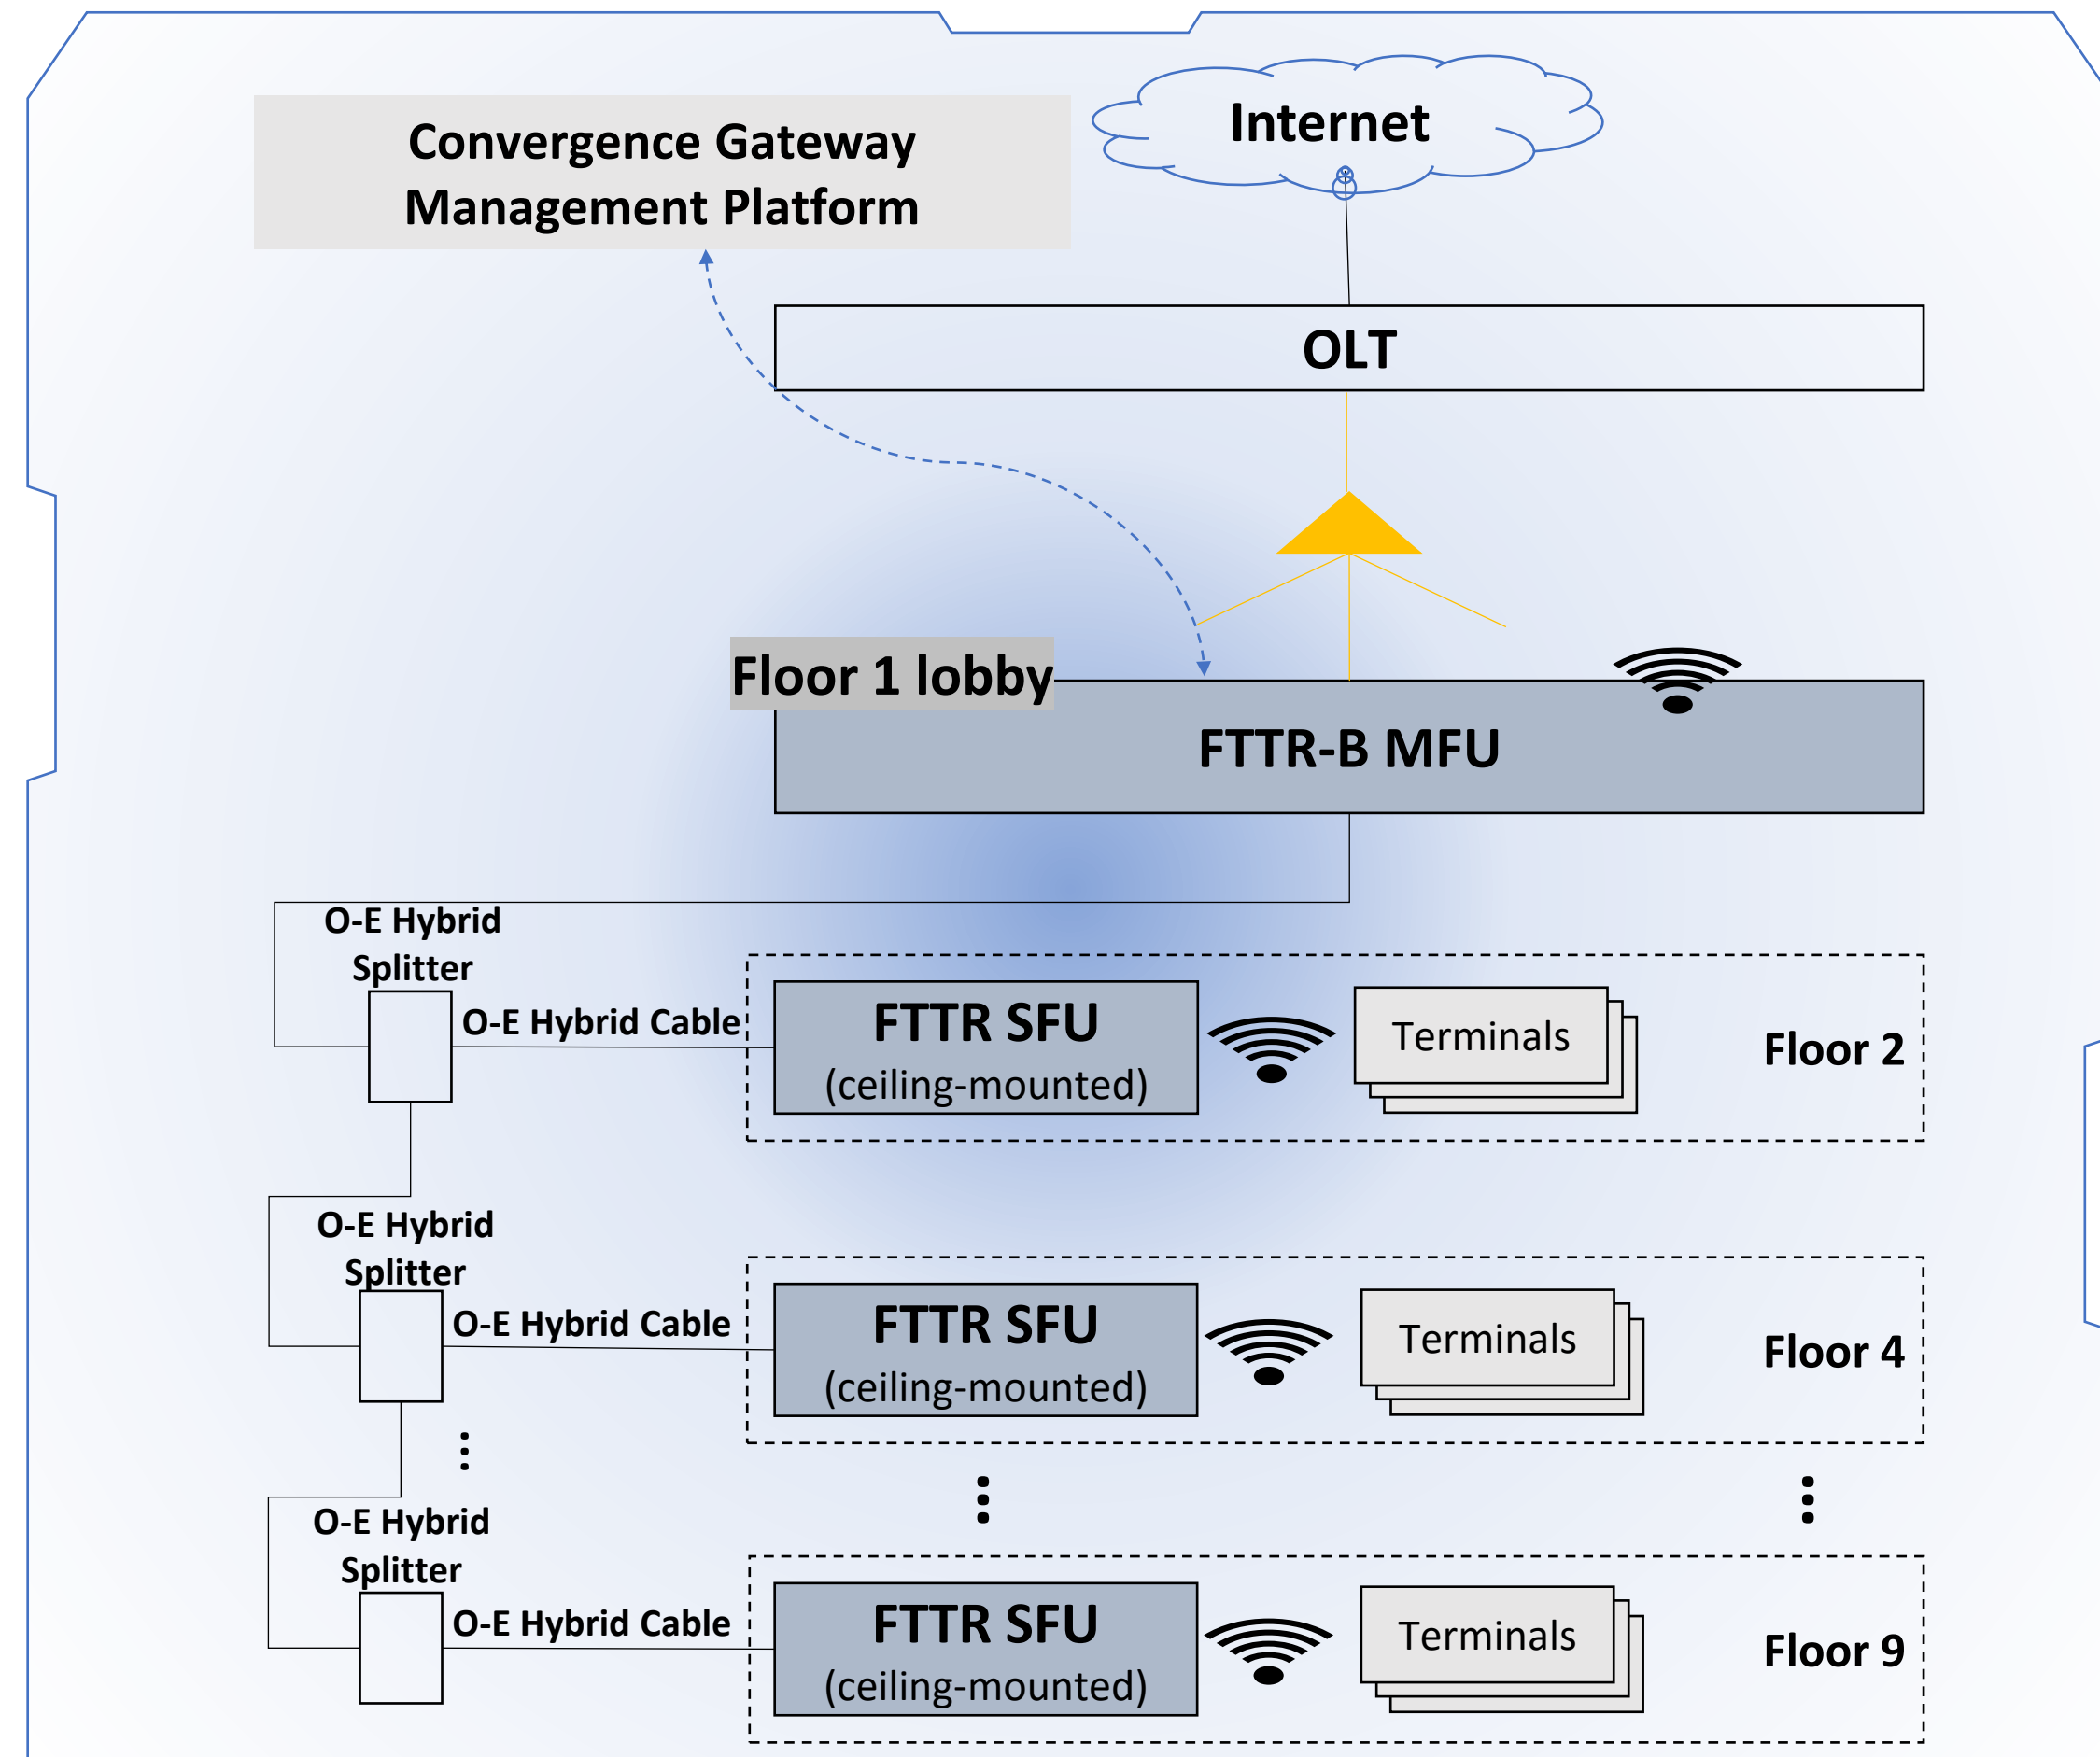 Convergence Gateway
Management Platform
Internet
OLT
Floor 1 lobby
FTTR-B MFU
O-E Hybrid
Splitter
O-E Hybrid Cable
FTTR SFU
(ceiling-mounted)
Terminals
Floor 2
O-E Hybrid
Splitter
O-E Hybrid Cable
FTTR SFU
(ceiling-mounted)
Terminals
Floor 4
...
...
...
O-E Hybrid
Splitter
O-E Hybrid Cable
FTTR SFU
(ceiling-mounted)
Terminals
Floor 9